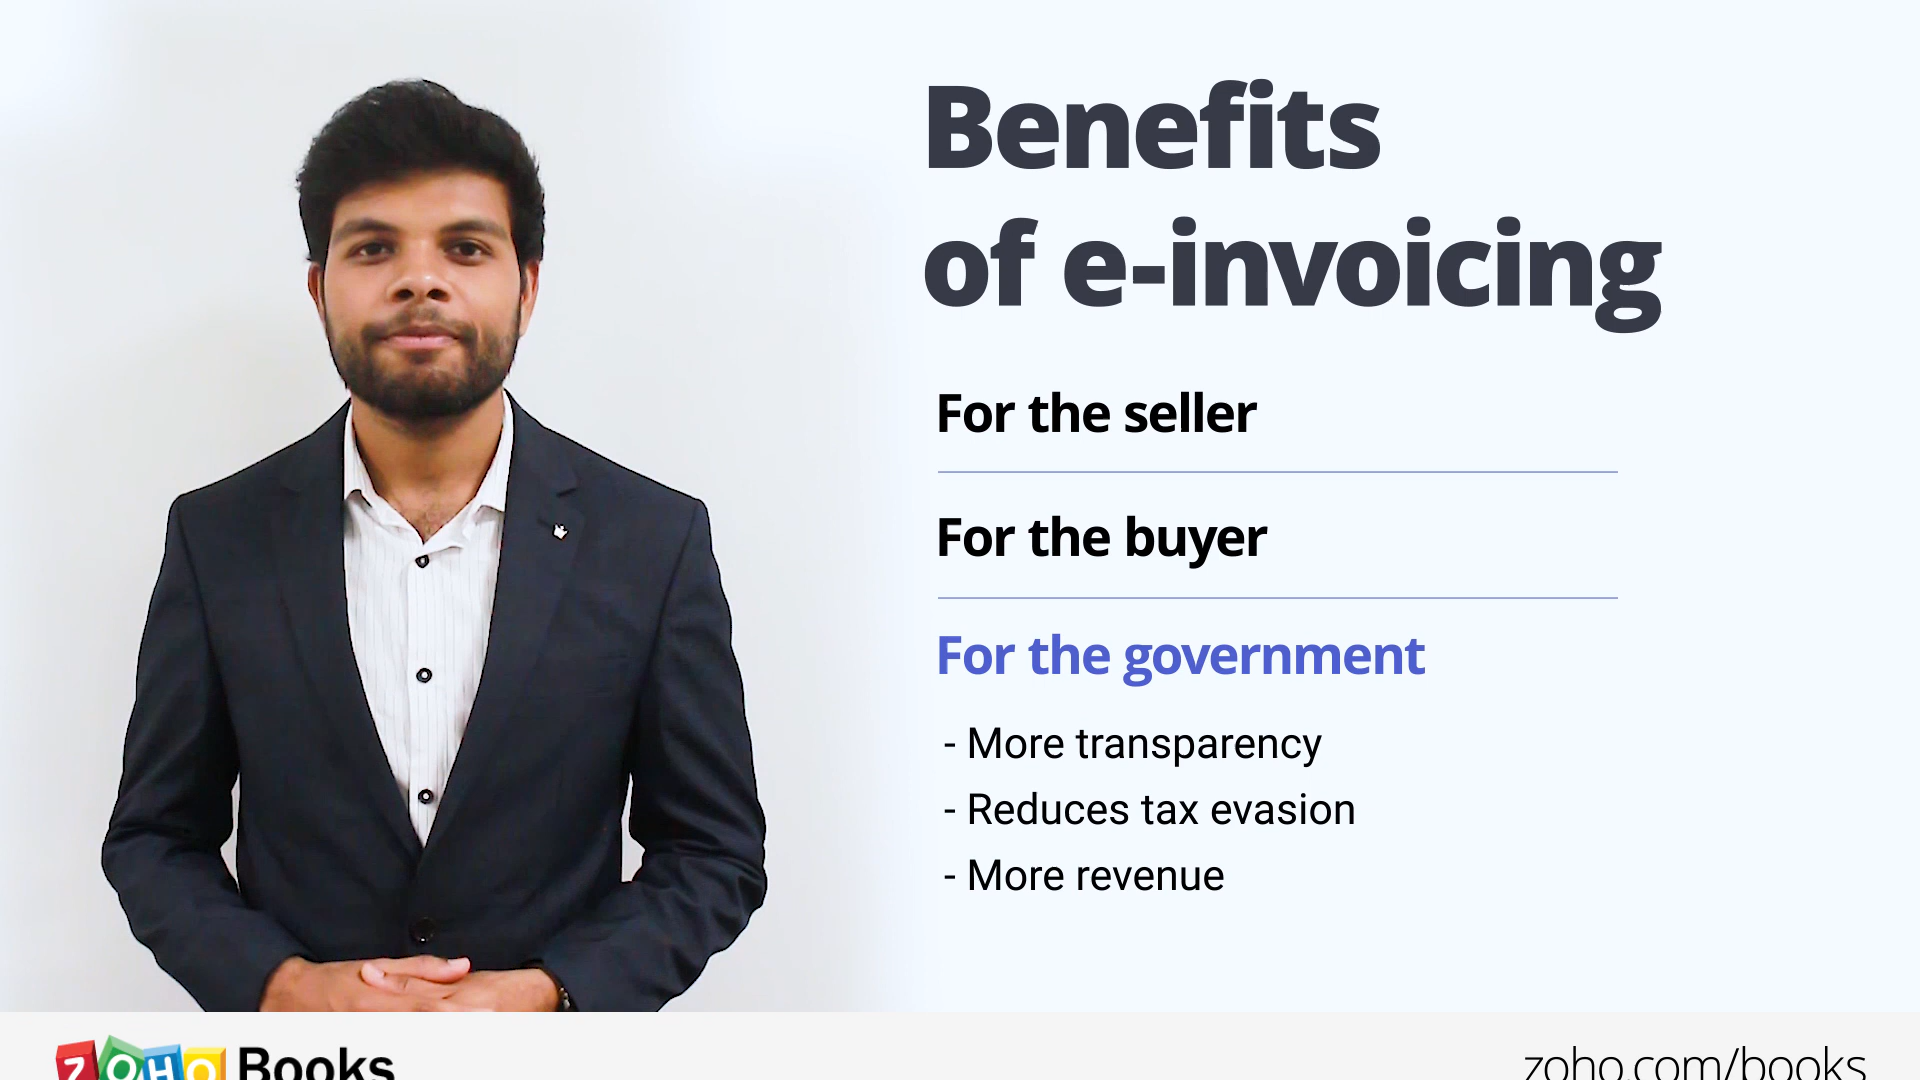 Benefits
of e-invoicing
For the seller
For the buyer
For the government
- More transparency
- Reduces tax evasion
- More revenue
ZOHO Books
zoho.com/books